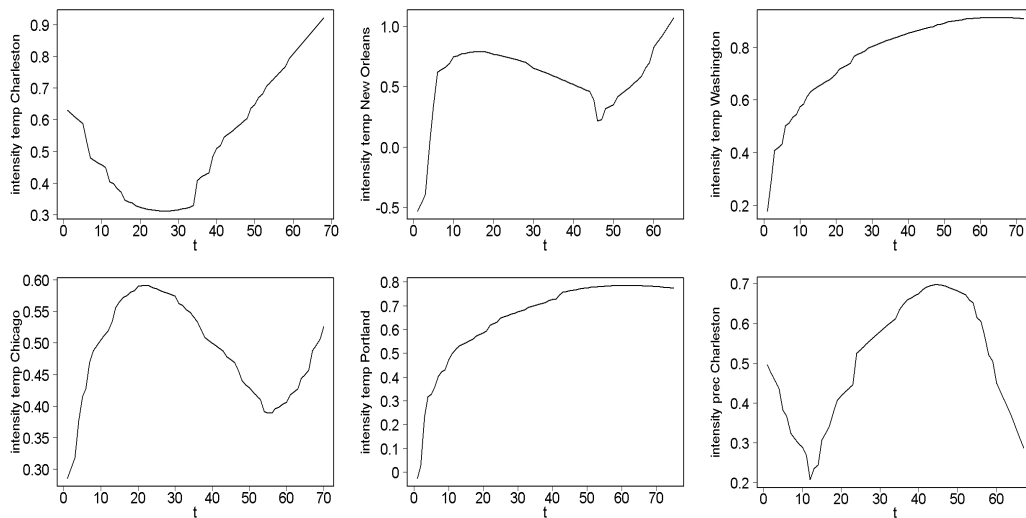 intensity temp Charleston
0.9
0.8
0.7
0.6
0.5
0.4
0.3
0 10 20 30 40 50 60 70
t
intensity temp New Orleans
1.0
0.5
0.0
-0.5
0 10 20 30 40 50 60
t
intensity temp Washington
0.8
0.6
0.4
0.2
0 10 20 30 40 50 60 70
t
intensity temp Chicago
0.60
0.55
0.50
0.45
0.40
0.35
0.30
0 10 20 30 40 50 60 70
t
intensity temp Portland
0.8
0.7
0.6
0.5
0.4
0.3
0.2
0.1
0
0 10 20 30 40 50 60 70
t
intensity prec Charleston
0.7
0.6
0.5
0.4
0.3
0.2
0 10 20 30 40 50 60
t